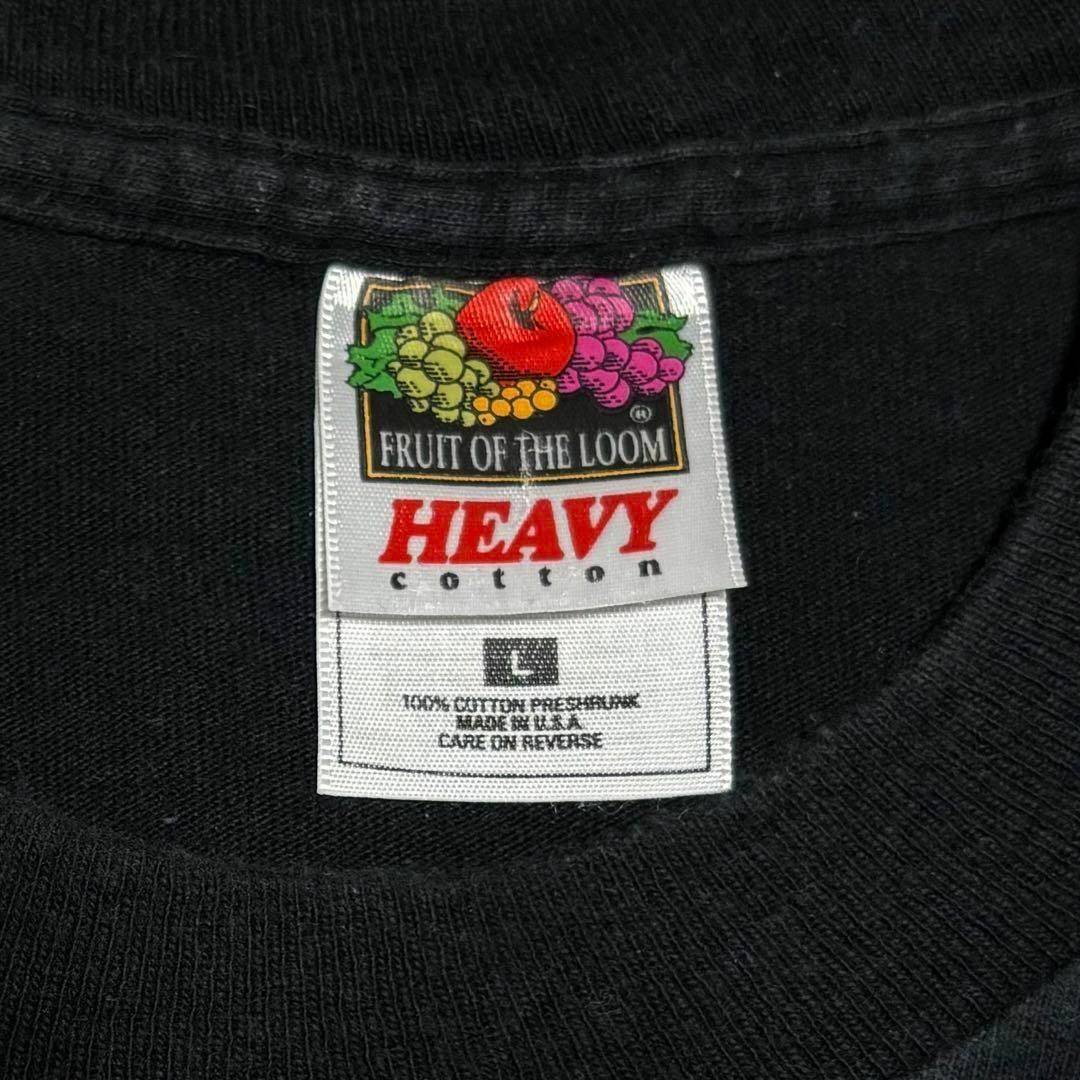 ®
FRUIT OF THE LOOM
HEAVY
cotton
L
100% COTTON PRESHRUNK
MADE IN U.S.A.
CARE ON REVERSE